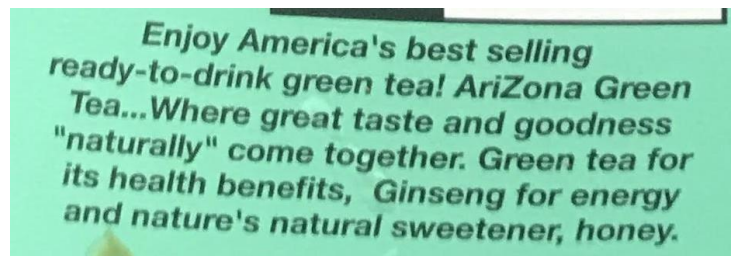 Enjoy America's best selling
ready-to-drink green tea! AriZona Green
Tea...Where great taste and goodness
"naturally" come together. Green tea for
its health benefits, Ginseng for energy
and nature's natural sweetener, honey.